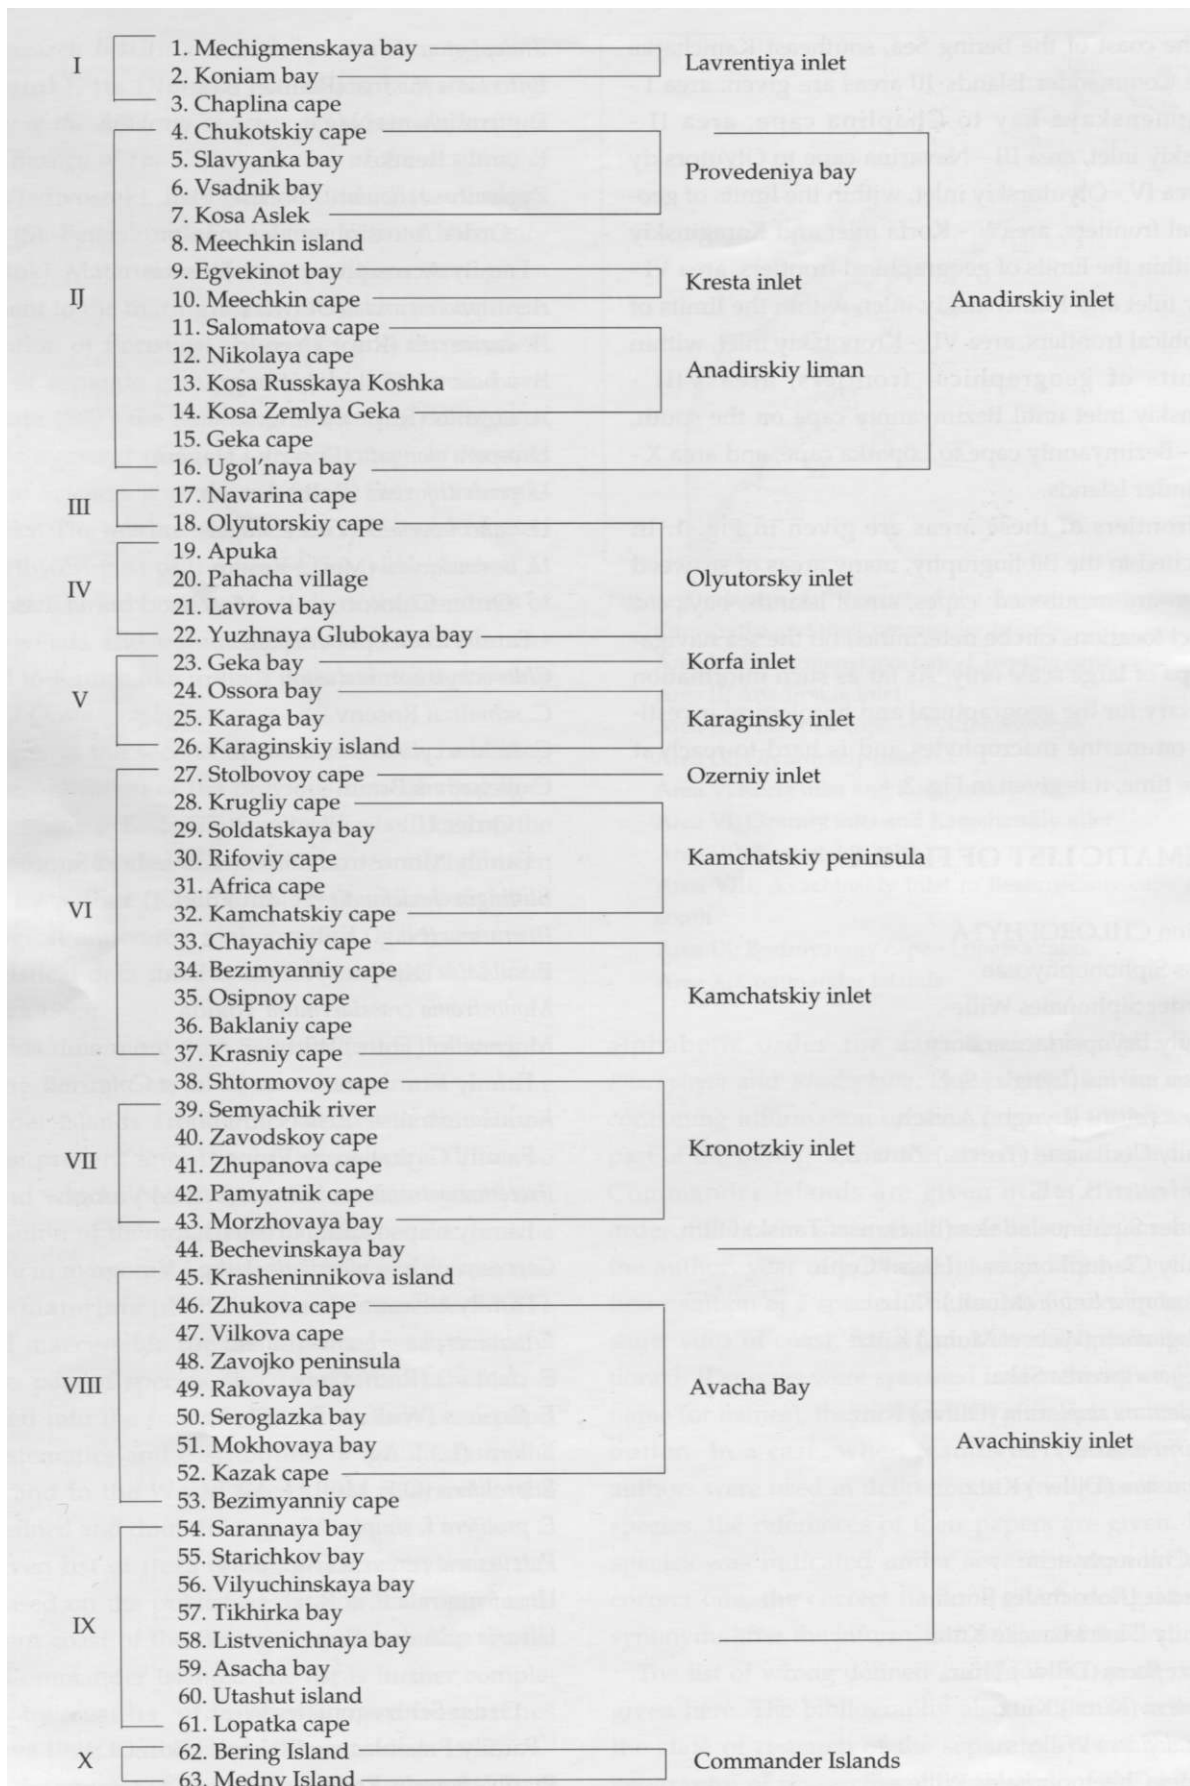 I
1. Mechigmenskaya bay
2. Koniam bay
3. Chaplina cape
Lavrentiya inlet
IJ
4. Chukotskiy cape
5. Slavyanka bay
6. Vsadnik bay
7. Kosa Aslek
8. Meechkin island
9. Egvekinot bay
10. Meechkin cape
11. Salomatova cape
12. Nikolaya cape
13. Kosa Russkaya Koshka
14. Kosa Zemlya Geka
15. Geka cape
16. Ugol'naya bay
Provedeniya bay
Kresta inlet
Anadirskiy liman
Anadirskiy inlet
III
17. Navarina cape
18. Olyutorskiy cape
IV
19. Apuka
20. Pahacha village
21. Lavrova bay
22. Yuzhnaya Glubokaya bay
Olyutorsky inlet
V
23. Geka bay
24. Ossora bay
25. Karaga bay
26. Karaginskiy island
Korfa inlet
Karaginsky inlet
VI
27. Stolbovoy cape
28. Krugliy cape
29. Soldatskaya bay
30. Rifoviy cape
31. Africa cape
32. Kamchatskiy cape
33. Chayachiy cape
34. Bezimyanniy cape
35. Osipnoy cape
36. Baklaniy cape
37. Krasniy cape
Ozerniy inlet
Kamchatskiy peninsula
Kamchatskiy inlet
VII
38. Shtormovoy cape
39. Semyachik river
40. Zavodskoy cape
41. Zhupanova cape
42. Pamyatnik cape
43. Morzhovaya bay
Kronotzkiy inlet
44. Bechevinskaya bay
VIII
45. Krasheninnikova island
46. Zhukova cape
47. Vilkova cape
48. Zavojko peninsula
49. Rakovaya bay
50. Seroglazka bay
51. Mokhovaya bay
52. Kazak cape
53. Bezimyanniy cape
Avacha Bay
Avachinskiy inlet
IX
54. Sarannaya bay
55. Starichkov bay
56. Vilyuchinskaya bay
57. Tikhirka bay
58. Listvenichnaya bay
59. Asacha bay
60. Utashut island
61. Lopatka cape
X
62. Bering Island
63. Medny Island
Commander Islands